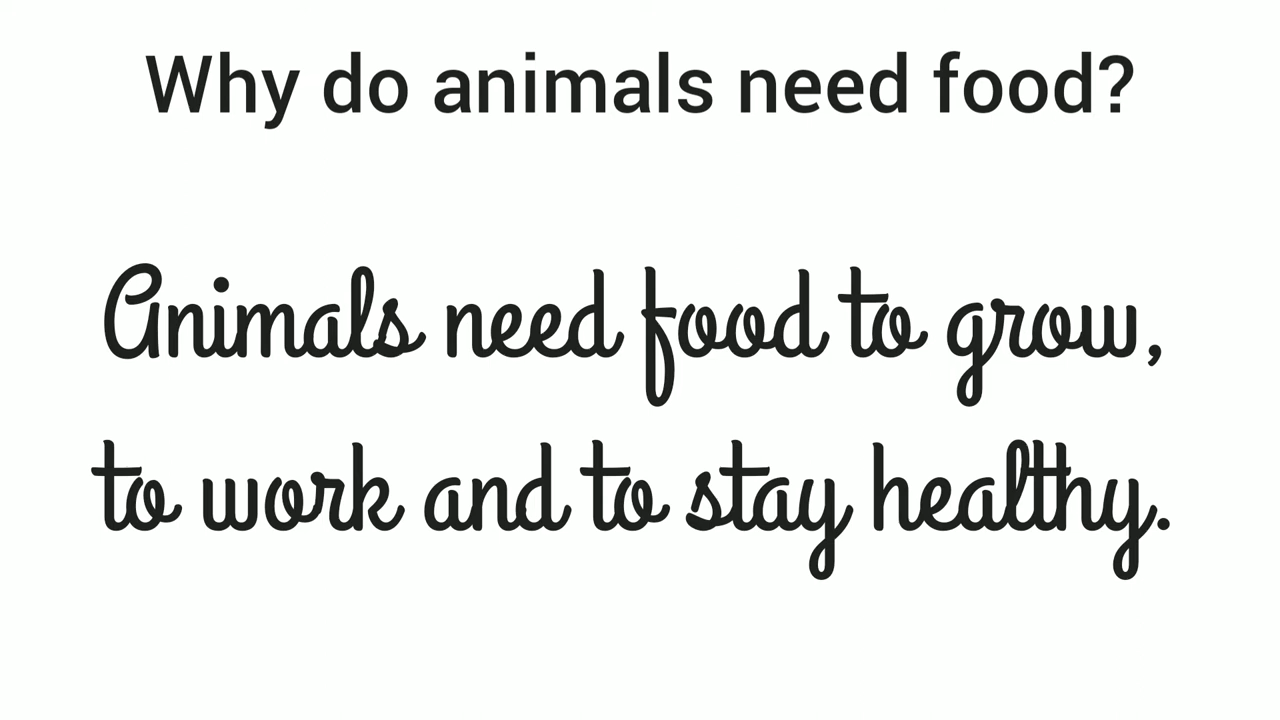 Why do animals need food?
Animals need food to grow,
to work and to stay healthy.